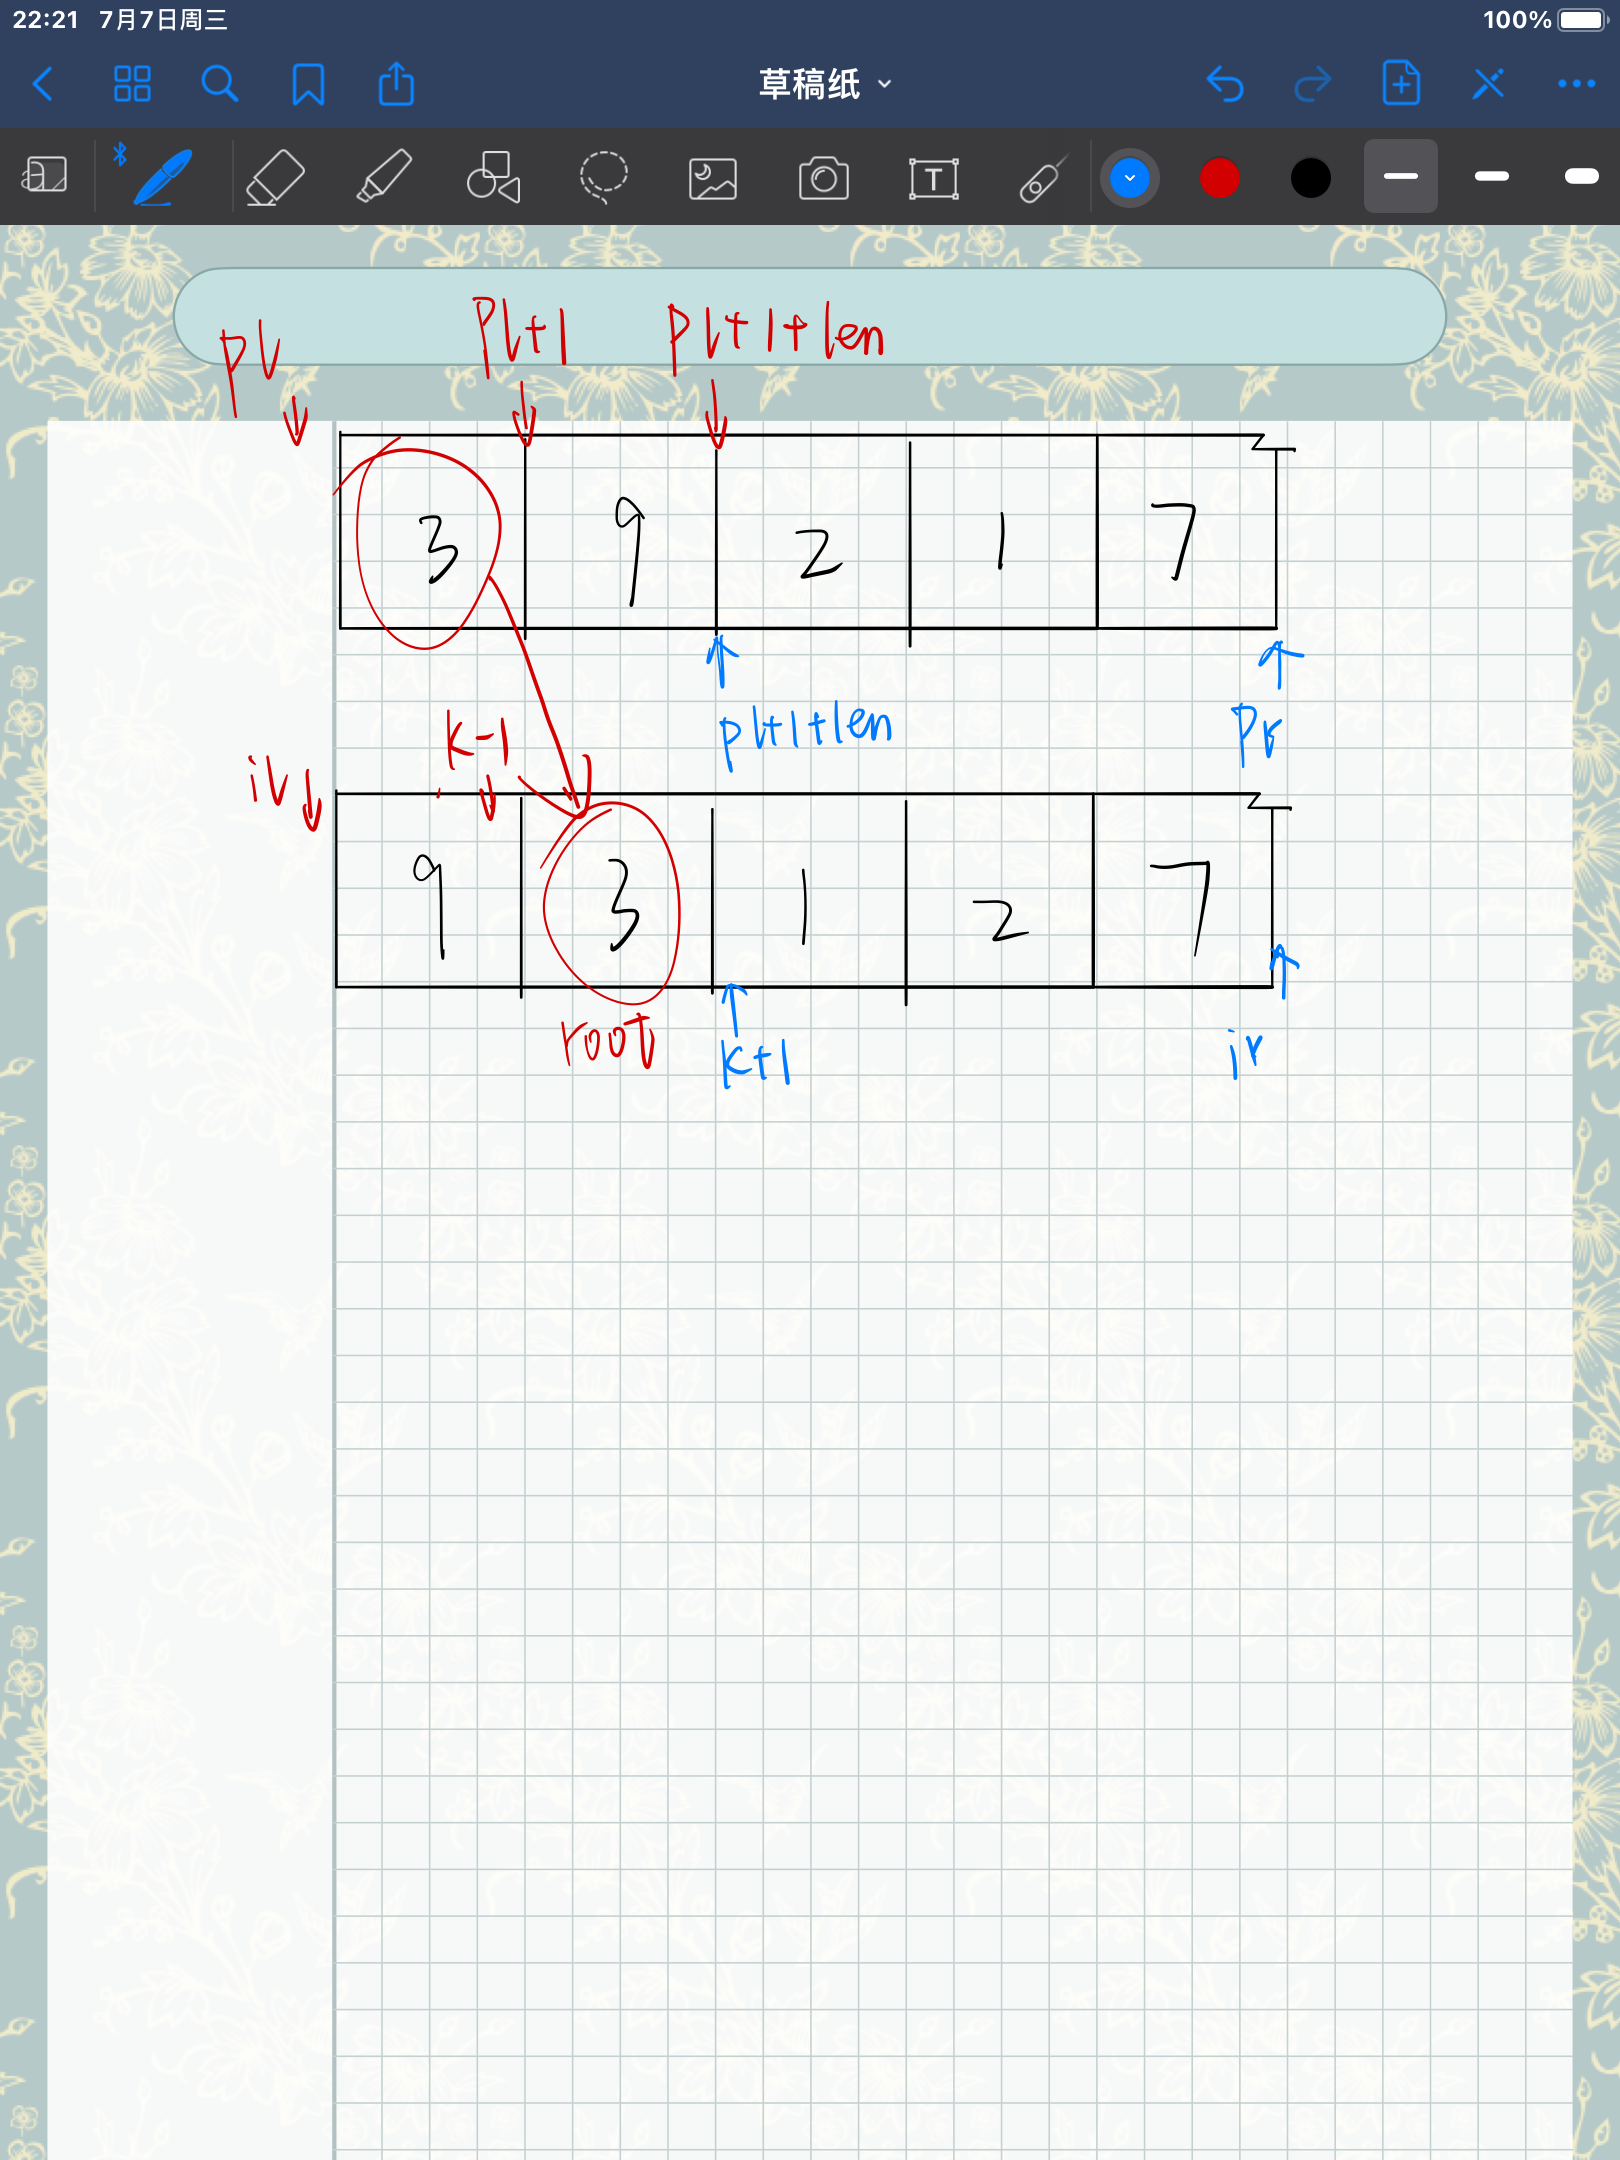 22:21 7月7日周三 100%
草稿纸
T
pl pl+1 pl+1+len
3 9 2 1 7
pl+1+len pr
il k-1
9 3 1 2 7
root k+1 ir